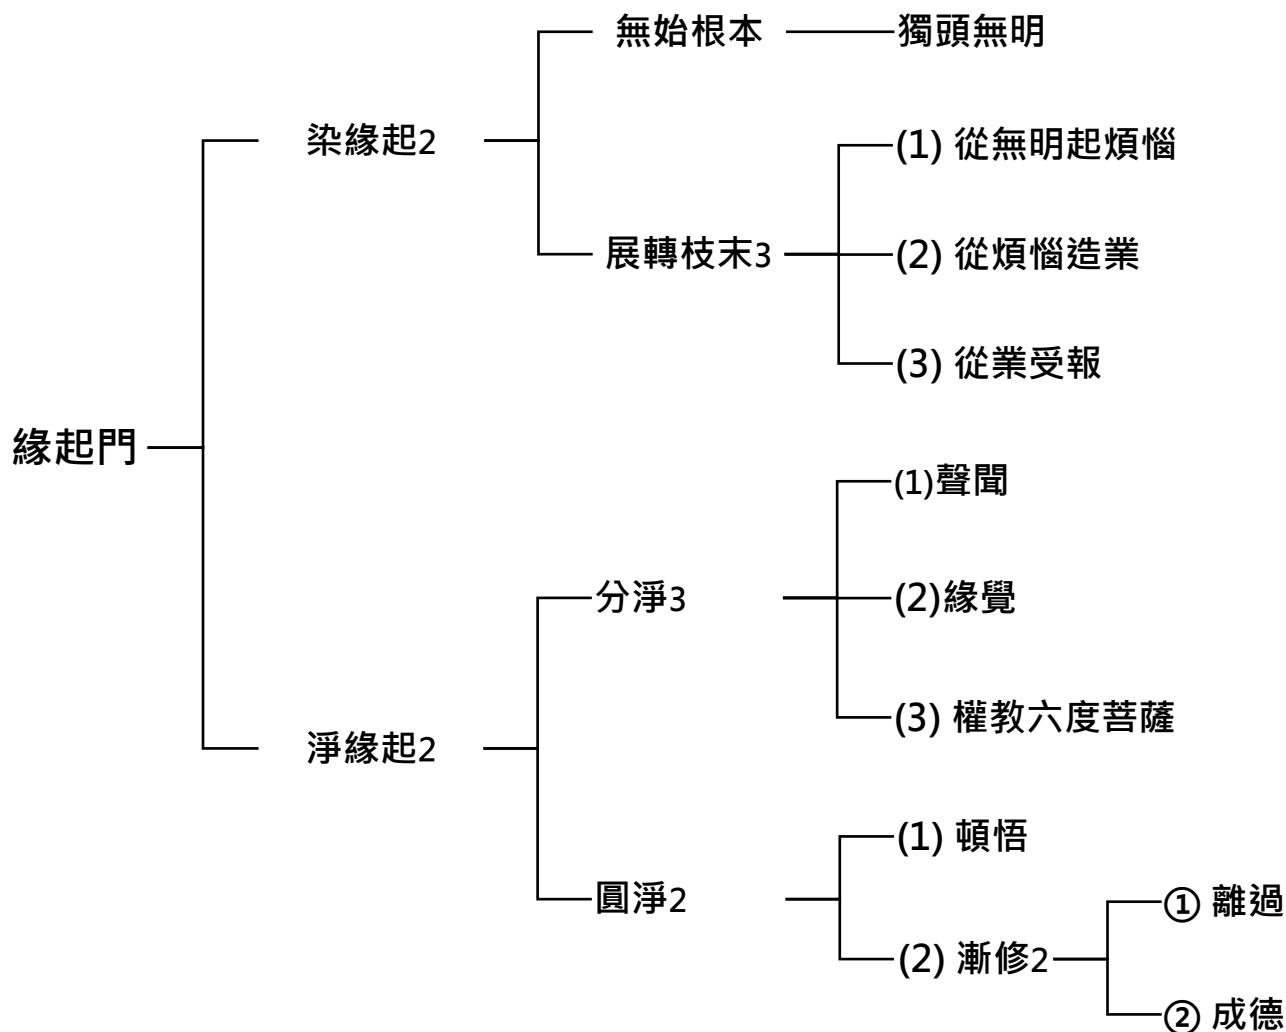 緣起門
染緣起2
無始根本
獨頭無明
展轉枝末3
(1) 從無明起煩惱
(2) 從煩惱造業
(3) 從業受報
淨緣起2
分淨3
(1)聲聞
(2)緣覺
(3) 權教六度菩薩
圓淨2
(1) 頓悟
(2) 漸修2
① 離過
② 成德